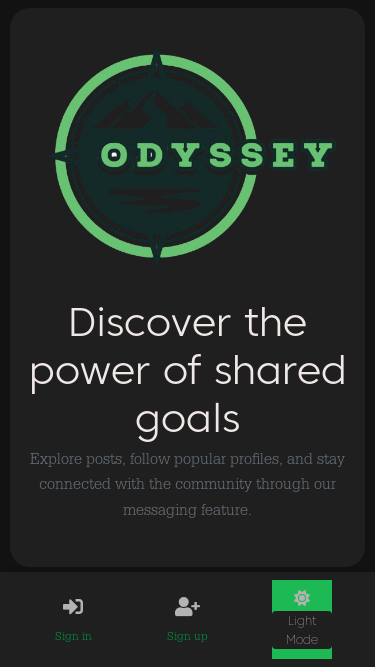 ODYSSEY
Discover the
power of shared
goals
Explore posts, follow popular profiles, and stay
connected with the community through our
messaging feature.
Sign in
Sign up
Light
Mode